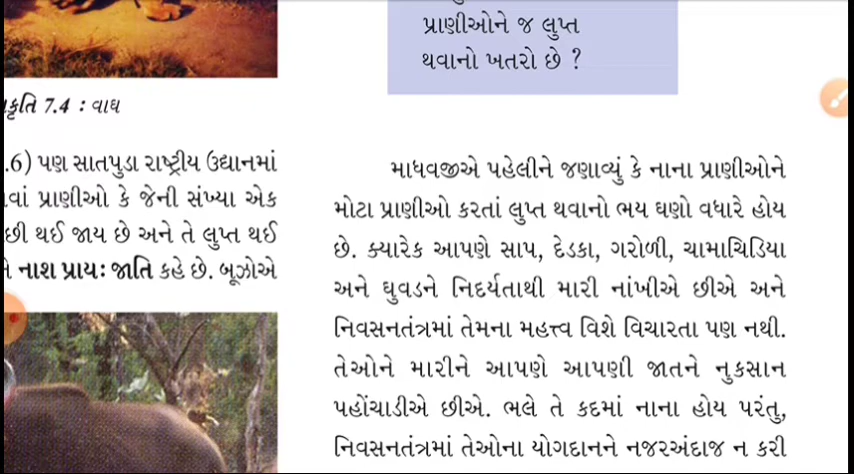 પ્રાણીઓને જ લુપ્ત
થવાનો ખતરો છે ?
કૃતિ 7.4 : વાઘ
.6) પણ સાતપુડા રાષ્ટ્રીય ઉદ્યાનમાં
વાં પ્રાણીઓ કે જેની સંખ્યા એક
છી થઈ જાય છે અને તે લુપ્ત થઈ
નાશ પ્રાયઃ જાતિ કહે છે. બૂઝોએ
માધવજીએ પહેલીને જણાવ્યું કે નાના પ્રાણીઓને
મોટા પ્રાણીઓ કરતાં લુપ્ત થવાનો ભય ઘણો વધારે હોય
છે. ક્યારેક આપણે સાપ, દેડકા, ગરોળી, ચામાચિડિયા
અને ઘુવડને નિદર્યતાથી મારી નાંખીએ છીએ અને
નિવસનતંત્રમાં તેમના મહત્ત્વ વિશે વિચારતા પણ નથી.
તેઓને મારીને આપણે આપણી જાતને નુકસાન
પહોંચાડીએ છીએ. ભલે તે કદમાં નાના હોય પરંતુ,
નિવસનતંત્રમાં તેઓના યોગદાનને નજરઅંદાજ ન કરી